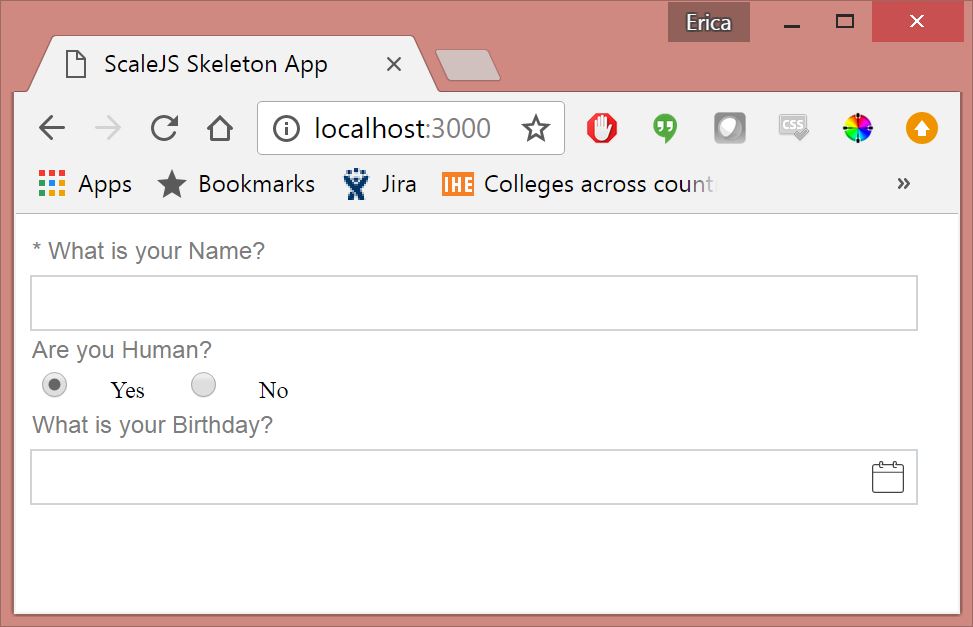 Erica
ScaleJS Skeleton App
localhost:3000
CSS
Apps Bookmarks Jira IHE Colleges across count
* What is your Name?
Are you Human?
Yes No
What is your Birthday?